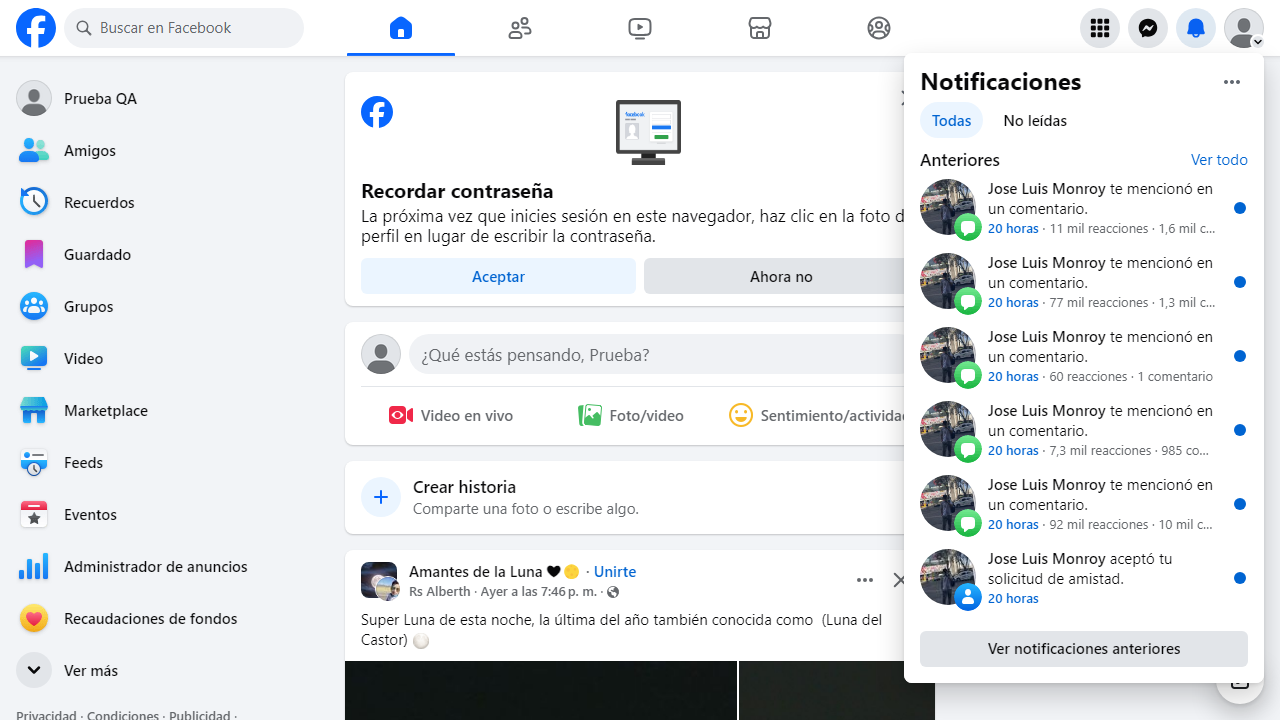 Buscar en Facebook
Prueba QA
Amigos
Recuerdos
Guardado
Grupos
Video
Marketplace
Feeds
Eventos
Administrador de anuncios
Recaudaciones de fondos
Ver más
Privacidad · Condiciones · Publicidad ·
facebook
Recordar contraseña
La próxima vez que inicies sesión en este navegador, haz clic en la foto d
perfil en lugar de escribir la contraseña.
Aceptar
Ahora no
¿Qué estás pensando, Prueba?
Video en vivo
Foto/video
Sentimiento/actividad
Crear historia
Comparte una foto o escribe algo.
Amantes de la Luna 🖤🌕 · Unirte
Rs Alberth · Ayer a las 7:46 p. m. ·
Super Luna de esta noche, la última del año también conocida como (Luna del
Castor) 🌕
Notificaciones
Todas
No leídas
Anteriores
Ver todo
Jose Luis Monroy te mencionó en
un comentario.
20 horas · 11 mil reacciones · 1,6 mil c...
Jose Luis Monroy te mencionó en
un comentario.
20 horas · 77 mil reacciones · 1,3 mil c...
Jose Luis Monroy te mencionó en
un comentario.
20 horas · 60 reacciones · 1 comentario
Jose Luis Monroy te mencionó en
un comentario.
20 horas · 7,3 mil reacciones · 985 co...
Jose Luis Monroy te mencionó en
un comentario.
20 horas · 92 mil reacciones · 10 mil c...
Jose Luis Monroy aceptó tu
solicitud de amistad.
20 horas
Ver notificaciones anteriores